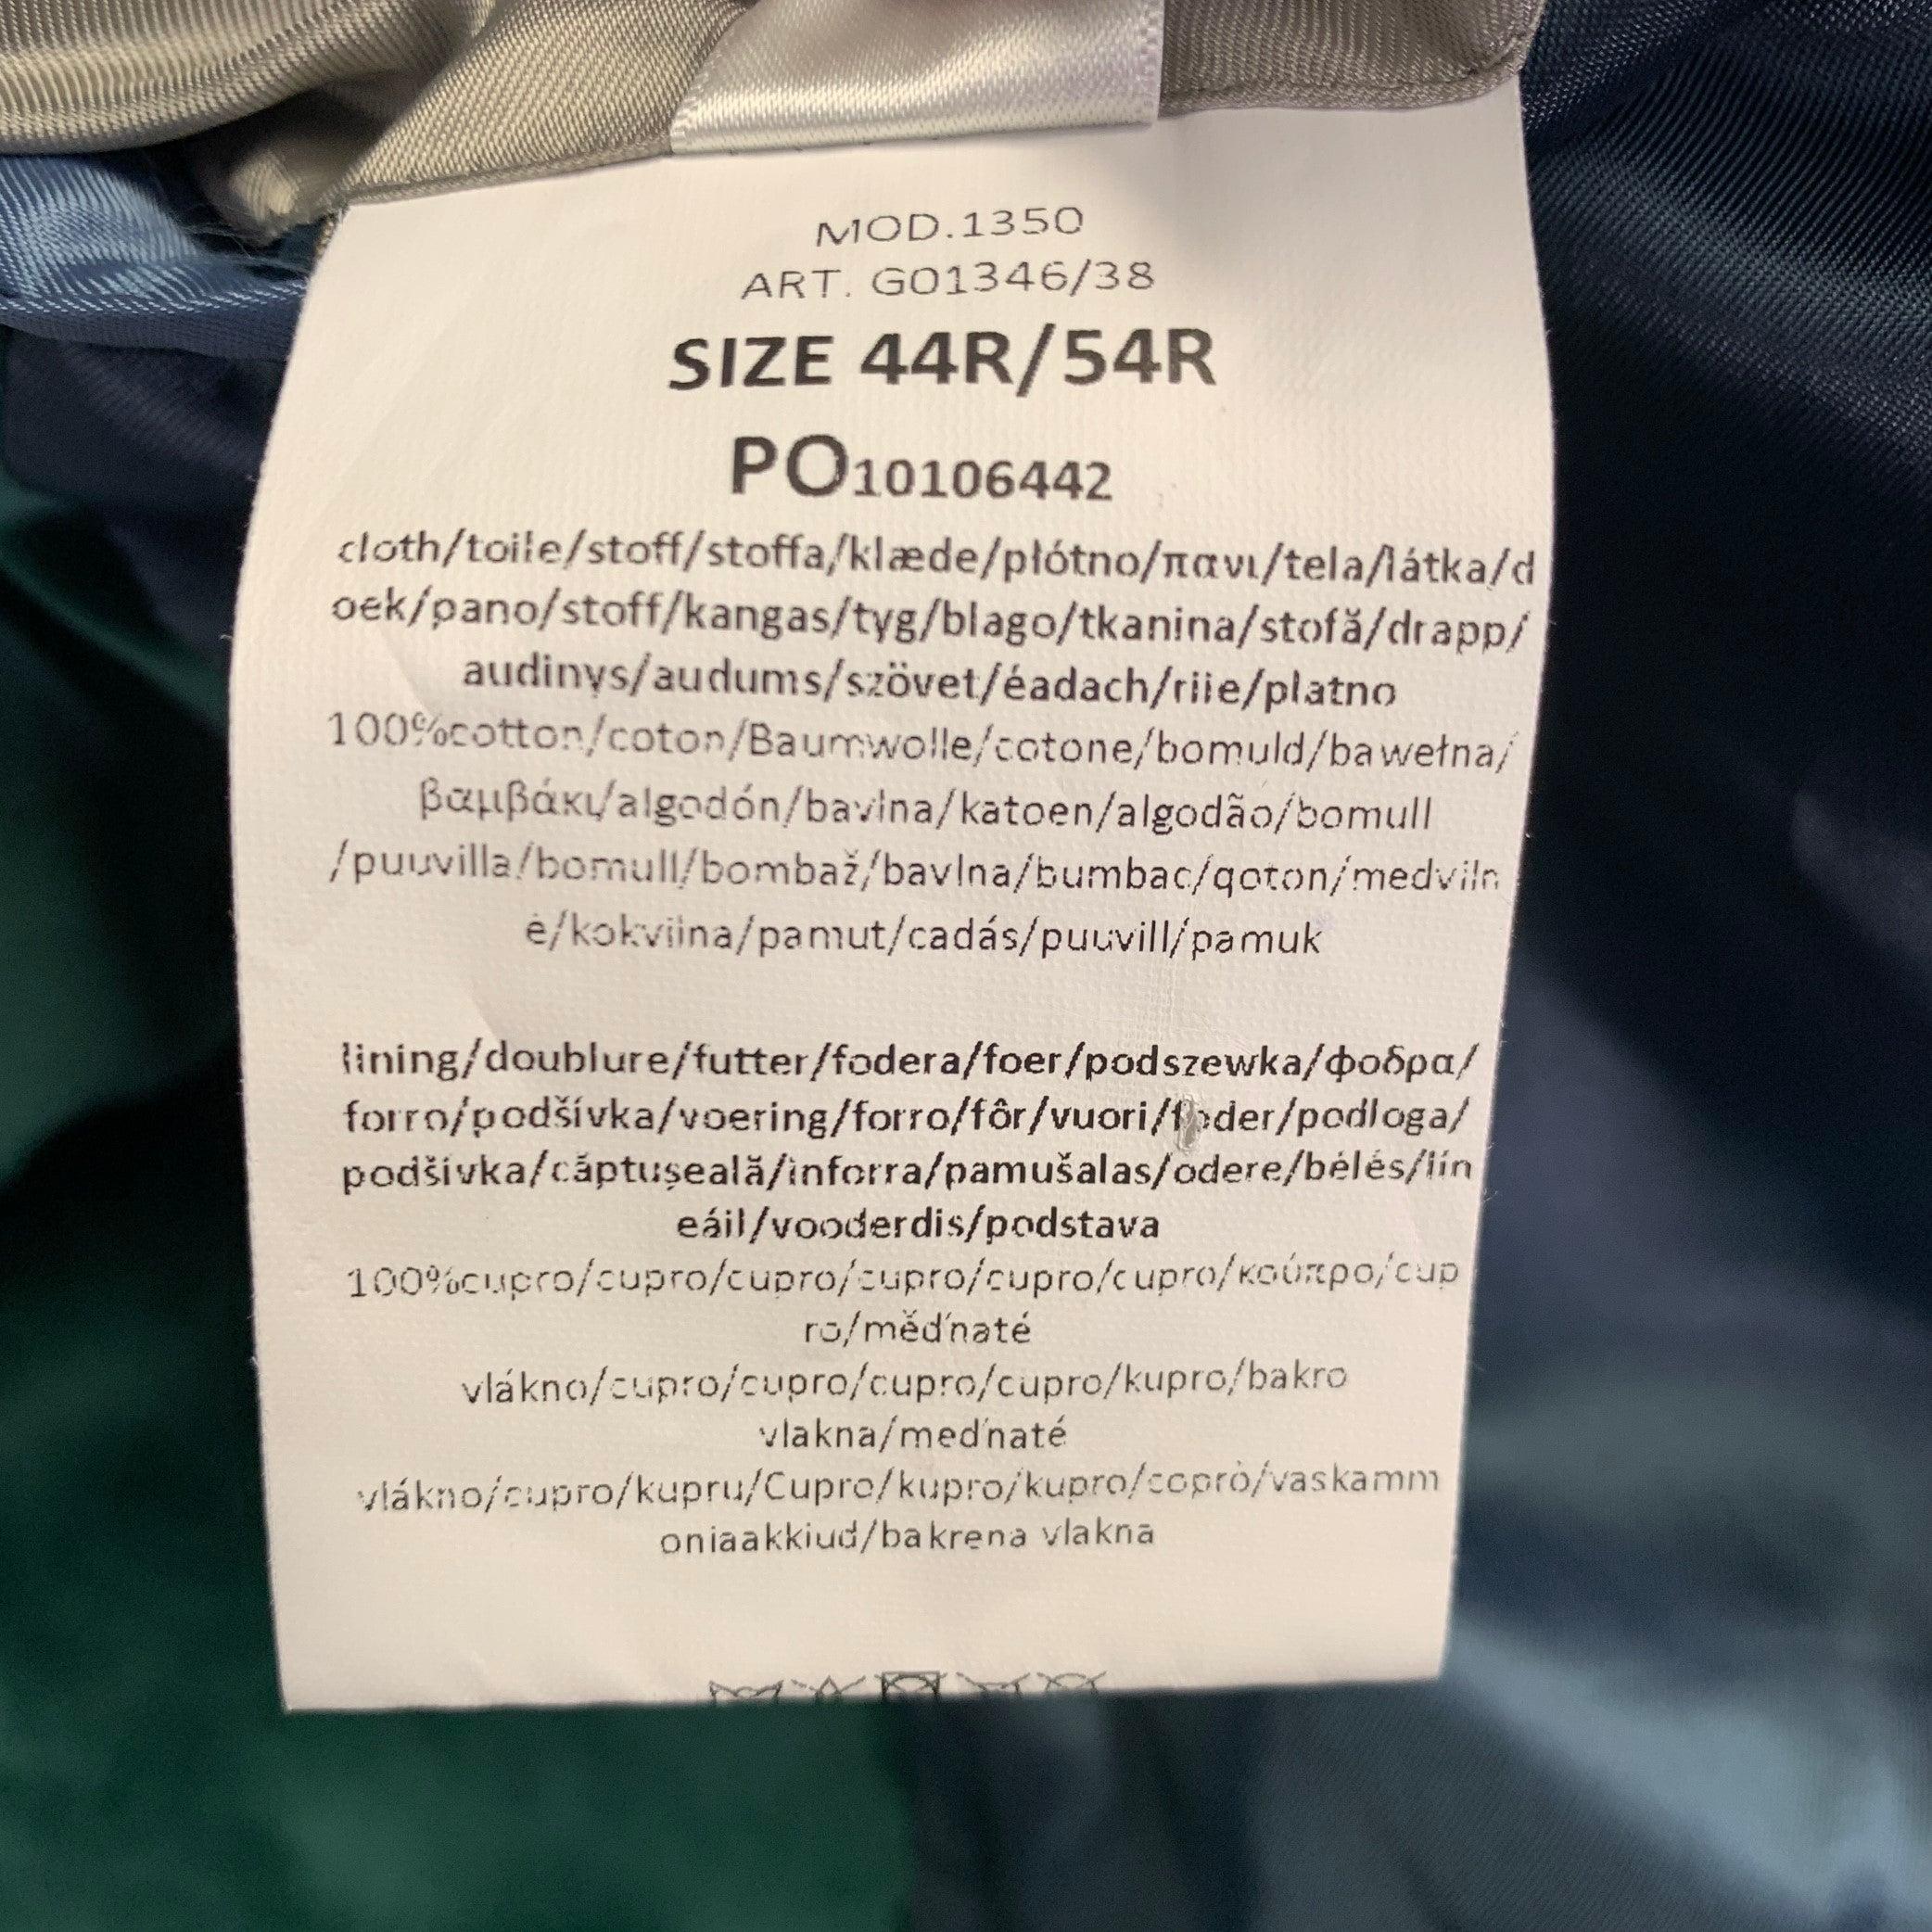 MOD.1350
ART. G01346/38
SIZE 44R/54R
PO10106442
cloth/toile/stoff/stoffa/klæde/płótno/πανι/tela/látka/d
oek/pano/stoff/kangas/tyg/blago/tkanina/stofă/drapp/
audinys/audums/szövet/éadach/riie/platno
100%cotton/coton/Baumwolle/cotone/bomuld/bawełna/
βαμβάκι/algodón/bavlna/katoen/algodão/bomull
/puuvilla/bomull/bombaž/bavlna/bumbac/qoton/medviln
ė/kokvilna/pamut/cadás/puuvill/pamuk
lining/doublure/futter/fodera/foer/podszewka/φοδρα/
forro/podšívka/voering/forro/fôr/vuori/foder/podloga/
podšívka/căptușeală/inforra/pamušalas/odere/bélés/lín
eáil/vooderdis/podstava
100%cupro/cupro/cupro/cupro/cupro/cupro/κούπρο/cup
ro/měďnaté
vlákno/cupro/cupro/cupro/cupro/kupro/bakro
vlakna/meďnaté
vlákno/cupro/kupru/Cupro/kupro/kupro/coprò/vaskamm
oniaakkiud/bakrena vlakna